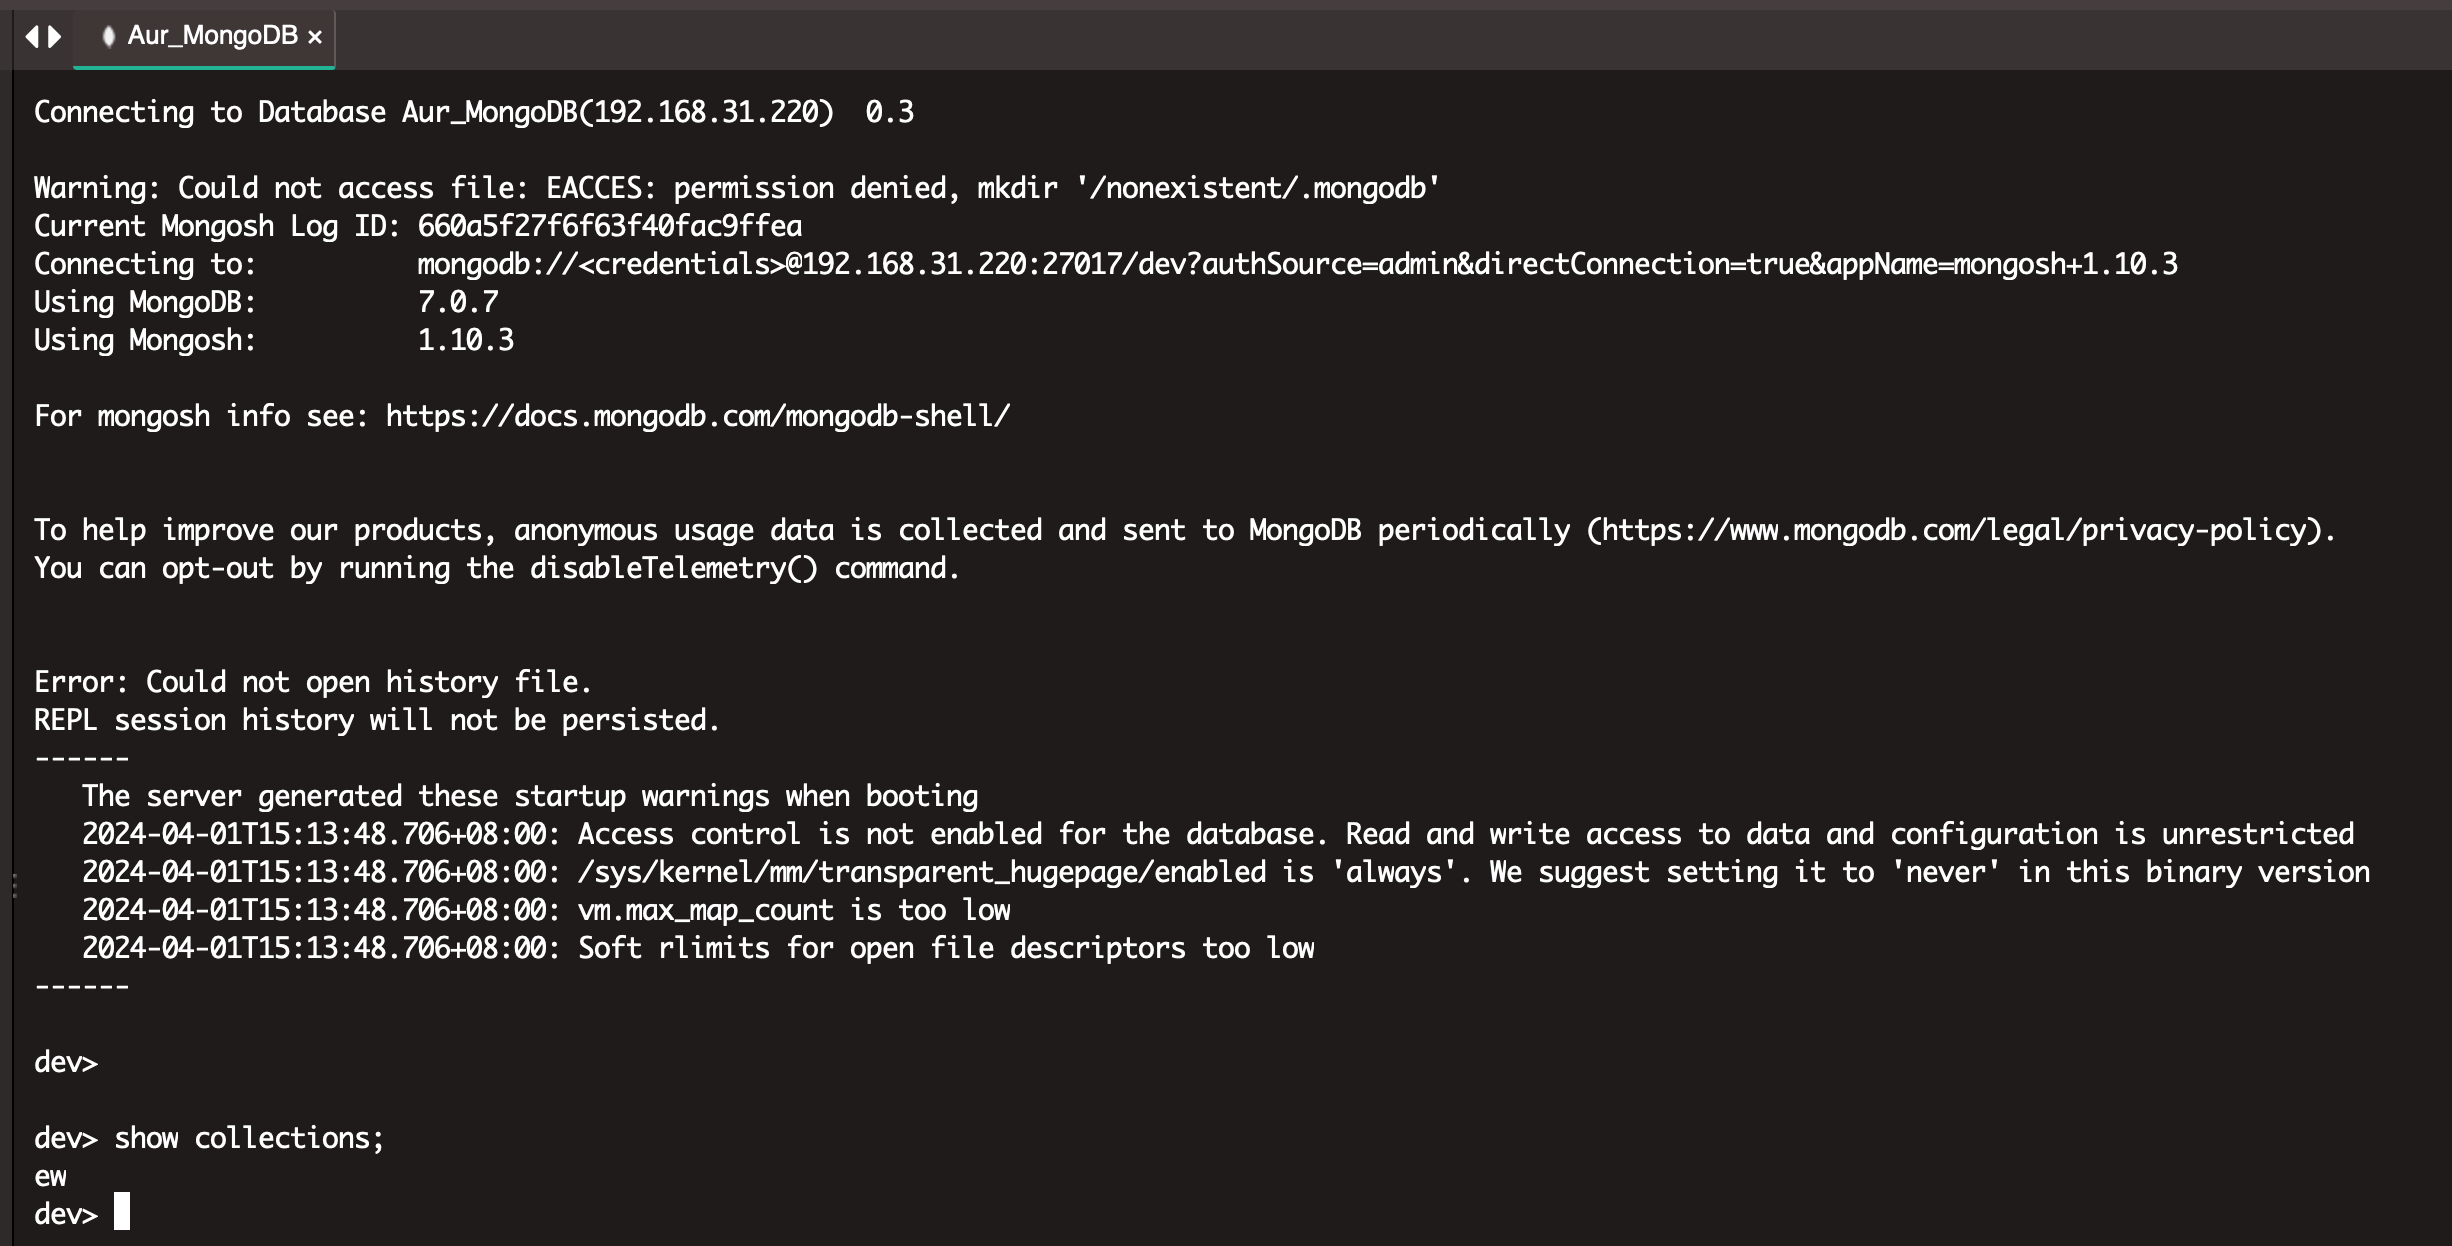 Aur_MongoDB ×
Connecting to Database Aur_MongoDB(192.168.31.220)  0.3
Warning: Could not access file: EACCES: permission denied, mkdir '/nonexistent/.mongodb'
Current Mongosh Log ID: 660a5f27f6f63f40fac9ffea
Connecting to:          mongodb://<credentials>@192.168.31.220:27017/dev?authSource=admin&directConnection=true&appName=mongosh+1.10.3
Using MongoDB:          7.0.7
Using Mongosh:          1.10.3
For mongosh info see: https://docs.mongodb.com/mongodb-shell/
To help improve our products, anonymous usage data is collected and sent to MongoDB periodically (https://www.mongodb.com/legal/privacy-policy).
You can opt-out by running the disableTelemetry() command.
Error: Could not open history file.
REPL session history will not be persisted.
------
   The server generated these startup warnings when booting
   2024-04-01T15:13:48.706+08:00: Access control is not enabled for the database. Read and write access to data and configuration is unrestricted
   2024-04-01T15:13:48.706+08:00: /sys/kernel/mm/transparent_hugepage/enabled is 'always'. We suggest setting it to 'never' in this binary version
   2024-04-01T15:13:48.706+08:00: vm.max_map_count is too low
   2024-04-01T15:13:48.706+08:00: Soft rlimits for open file descriptors too low
------
dev>
dev> show collections;
ew
dev>